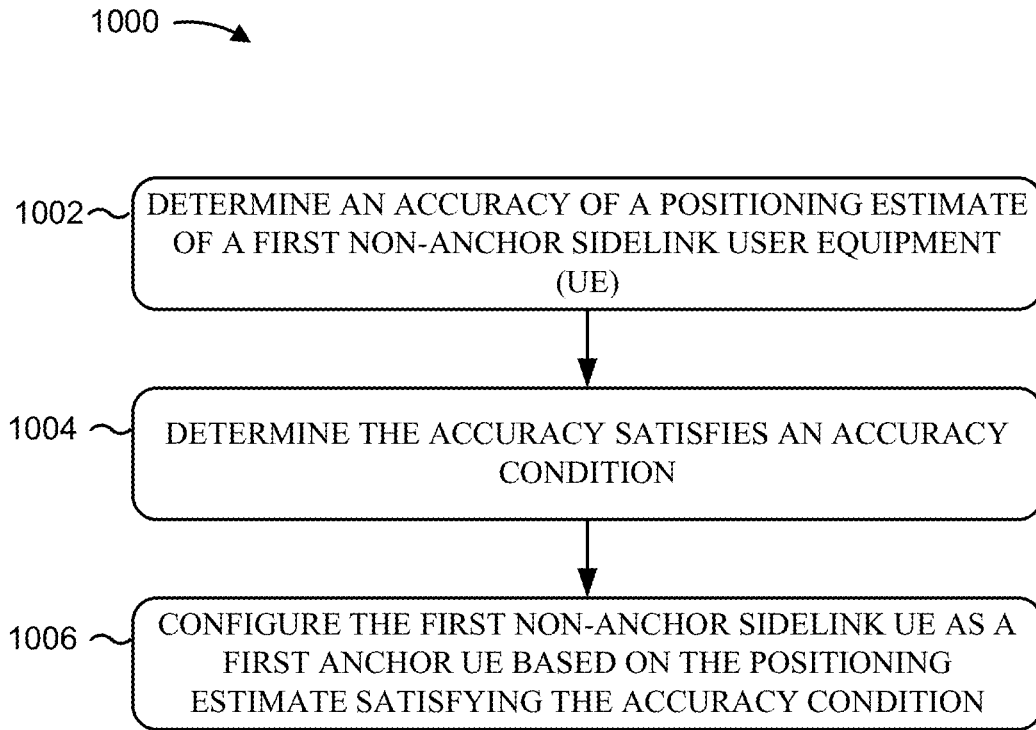 1000
1002
DETERMINE AN ACCURACY OF A POSITIONING ESTIMATE
OF A FIRST NON-ANCHOR SIDELINK USER EQUIPMENT
(UE)
1004
DETERMINE THE ACCURACY SATISFIES AN ACCURACY
CONDITION
1006
CONFIGURE THE FIRST NON-ANCHOR SIDELINK UE AS A
FIRST ANCHOR UE BASED ON THE POSITIONING
ESTIMATE SATISFYING THE ACCURACY CONDITION